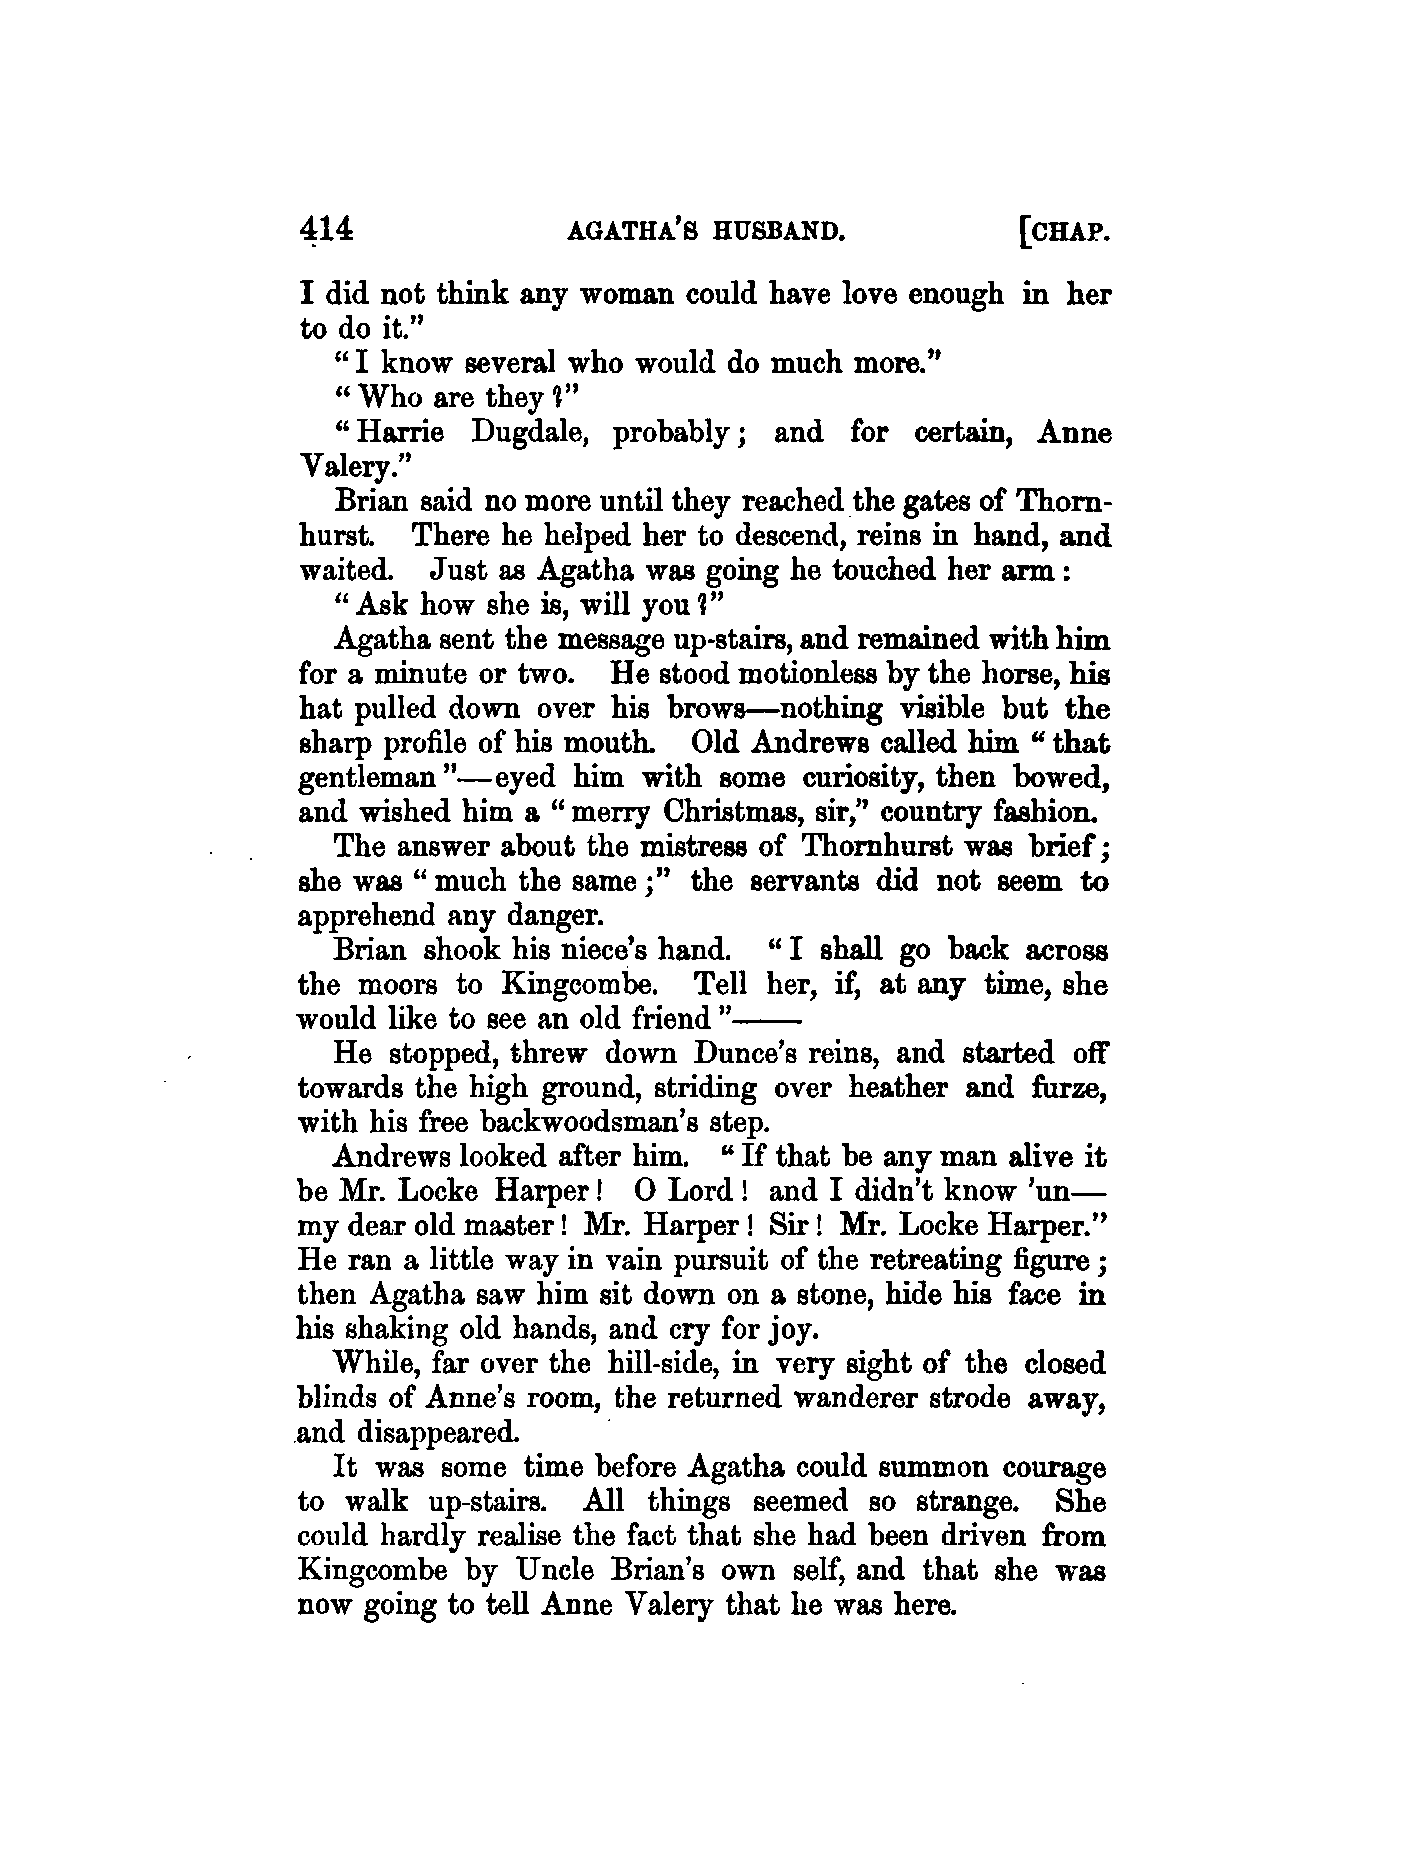 414 AGATHA'S HUSBAND. [CHAP.
I did not think any woman could have love enough in her
to do it."
"I know several who would do much more."
"Who are they?"
"Harrie Dugdale, probably; and for certain, Anne
Valery."
Brian said no more until they reached the gates of Thorn-
hurst. There he helped her to descend, reins in hand, and
waited. Just as Agatha was going he touched her arm:
"Ask how she is, will you?"
Agatha sent the message up-stairs, and remained with him
for a minute or two. He stood motionless by the horse, his
hat pulled down over his brows—nothing visible but the
sharp profile of his mouth. Old Andrews called him "that
gentleman"—eyed him with some curiosity, then bowed,
and wished him a "merry Christmas, sir," country fashion.
The answer about the mistress of Thornhurst was brief;
she was "much the same;" the servants did not seem to
apprehend any danger.
Brian shook his niece's hand. "I shall go back across
the moors to Kingcombe. Tell her, if, at any time, she
would like to see an old friend"——
He stopped, threw down Dunce's reins, and started off
towards the high ground, striding over heather and furze,
with his free backwoodsman's step.
Andrews looked after him. "If that be any man alive it
be Mr. Locke Harper! O Lord! and I didn't know 'un—
my dear old master! Mr. Harper! Sir! Mr. Locke Harper."
He ran a little way in vain pursuit of the retreating figure;
then Agatha saw him sit down on a stone, hide his face in
his shaking old hands, and cry for joy.
While, far over the hill-side, in very sight of the closed
blinds of Anne's room, the returned wanderer strode away,
and disappeared.
It was some time before Agatha could summon courage
to walk up-stairs. All things seemed so strange. She
could hardly realise the fact that she had been driven from
Kingcombe by Uncle Brian's own self, and that she was
now going to tell Anne Valery that he was here.